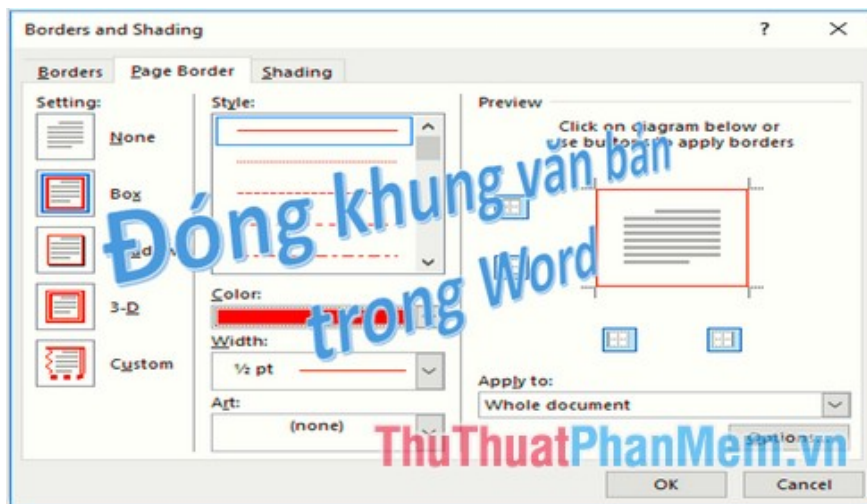 Borders and Shading
?
Borders Page Border Shading
Setting:
None
Box
3-D
Custom
Style:
Color:
Width:
½ pt
Art:
(none)
Preview
Click on diagram below or
use buttons to apply borders
Apply to:
Whole document
Options...
OK Cancel
Đóng khung văn bản
trong Word
ThuThuatPhanMem.vn